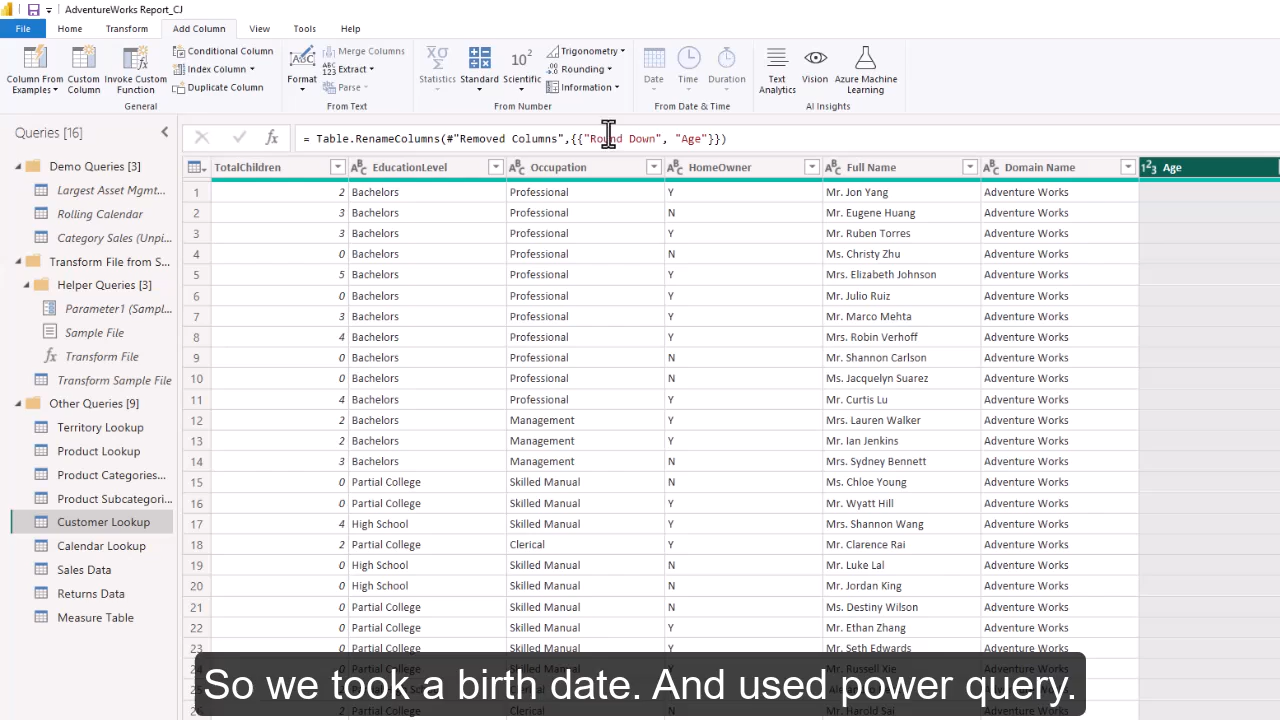 AdventureWorks Report_CJ
File Home Transform Add Column View Tools Help
Column From Examples
Custom Column
Invoke Custom Function
Conditional Column
Index Column
Duplicate Column
General
Format
Merge Columns
Extract
Parse
From Text
Statistics
Standard
Scientific
Trigonometry
Rounding
Information
From Number
Date
Time
Duration
From Date & Time
Text Analytics
Vision
Azure Machine Learning
AI Insights
Queries [16]
Demo Queries [3]
Largest Asset Mgmt...
Rolling Calendar
Category Sales (Unpi...
Transform File from S...
Helper Queries [3]
Parameter1 (Sampl...
Sample File
Transform File
Transform Sample File
Other Queries [9]
Territory Lookup
Product Lookup
Product Categories...
Product Subcategori...
Customer Lookup
Calendar Lookup
Sales Data
Returns Data
Measure Table
= Table.RenameColumns(#"Removed Columns",{{"Round Down", "Age"}})
TotalChildren EducationLevel Occupation HomeOwner Full Name Domain Name Age
1 2 Bachelors Professional Y Mr. Jon Yang Adventure Works
2 3 Bachelors Professional N Mr. Eugene Huang Adventure Works
3 3 Bachelors Professional Y Mr. Ruben Torres Adventure Works
4 0 Bachelors Professional N Ms. Christy Zhu Adventure Works
5 5 Bachelors Professional Y Mrs. Elizabeth Johnson Adventure Works
6 0 Bachelors Professional Y Mr. Julio Ruiz Adventure Works
7 3 Bachelors Professional Y Mr. Marco Mehta Adventure Works
8 4 Bachelors Professional Y Mrs. Robin Verhoff Adventure Works
9 0 Bachelors Professional N Mr. Shannon Carlson Adventure Works
10 0 Bachelors Professional N Ms. Jacquelyn Suarez Adventure Works
11 4 Bachelors Professional Y Mr. Curtis Lu Adventure Works
12 2 Bachelors Management Y Mrs. Lauren Walker Adventure Works
13 2 Bachelors Management Y Mr. Ian Jenkins Adventure Works
14 3 Bachelors Management N Mrs. Sydney Bennett Adventure Works
15 0 Partial College Skilled Manual N Ms. Chloe Young Adventure Works
16 0 Partial College Skilled Manual Y Mr. Wyatt Hill Adventure Works
17 4 High School Skilled Manual Y Mrs. Shannon Wang Adventure Works
18 2 Partial College Clerical Y Mr. Clarence Rai Adventure Works
19 0 High School Skilled Manual N Mr. Luke Lal Adventure Works
20 0 High School Skilled Manual N Mr. Jordan King Adventure Works
21 0 Partial College Skilled Manual N Ms. Destiny Wilson Adventure Works
22 0 Partial College Skilled Manual Y Mr. Ethan Zhang Adventure Works
23 0 High School Skilled Manual Y Mr. Seth Edwards Adventure Works
So we took a birth date. And used power query.